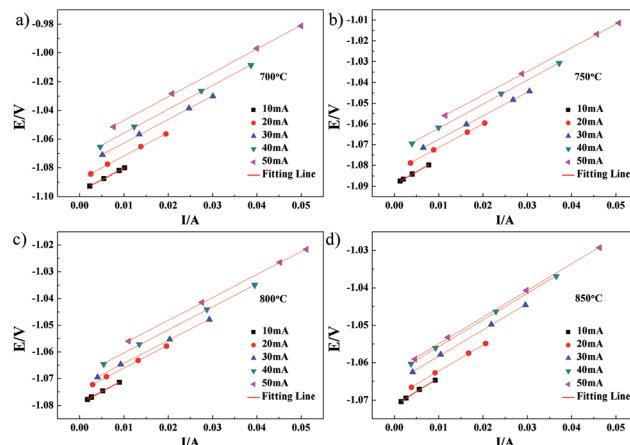 a)
-0.98
-1.00
-1.02
-1.04
-1.06
-1.08
-1.10
E/V
700°C
10mA
20mA
30mA
40mA
50mA
Fitting Line
0.00 0.01 0.02 0.03 0.04 0.05
I/A
b)
-1.01
-1.02
-1.03
-1.04
-1.05
-1.06
-1.07
-1.08
-1.09
E/V
750°C
10mA
20mA
30mA
40mA
50mA
Fitting Line
0.00 0.01 0.02 0.03 0.04 0.05
I/A
c)
-1.02
-1.03
-1.04
-1.05
-1.06
-1.07
-1.08
E/V
800°C
10mA
20mA
30mA
40mA
50mA
Fitting Line
0.00 0.01 0.02 0.03 0.04 0.05
I/A
d)
-1.03
-1.04
-1.05
-1.06
-1.07
E/V
850°C
10mA
20mA
30mA
40mA
50mA
Fitting Line
0.00 0.01 0.02 0.03 0.04 0.05
I/A